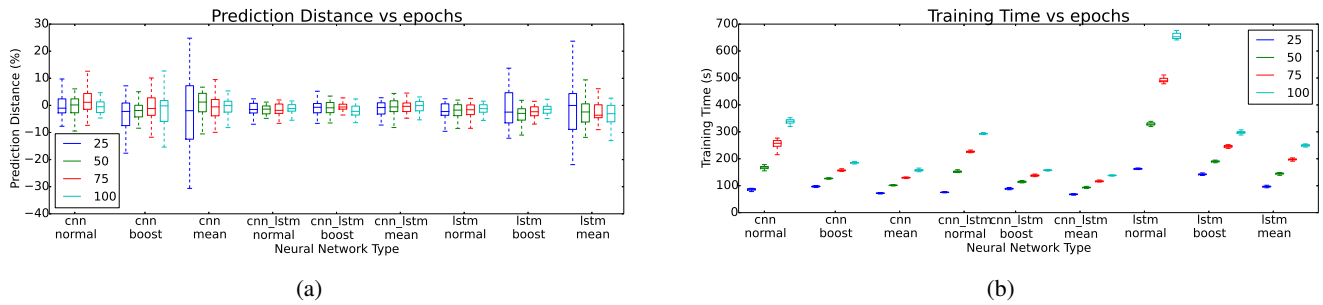 Prediction Distance vs epochs
Prediction Distance (%)
30
20
10
0
−10
−20
−30
−40
25
50
75
100
cnn normal
cnn boost
cnn mean
cnn_lstm normal
cnn_lstm boost
cnn_lstm mean
lstm normal
lstm boost
lstm mean
Neural Network Type
(a)
Training Time vs epochs
Training Time (s)
700
600
500
400
300
200
100
0
25
50
75
100
cnn normal
cnn boost
cnn mean
cnn_lstm normal
cnn_lstm boost
cnn_lstm mean
lstm normal
lstm boost
lstm mean
Neural Network Type
(b)